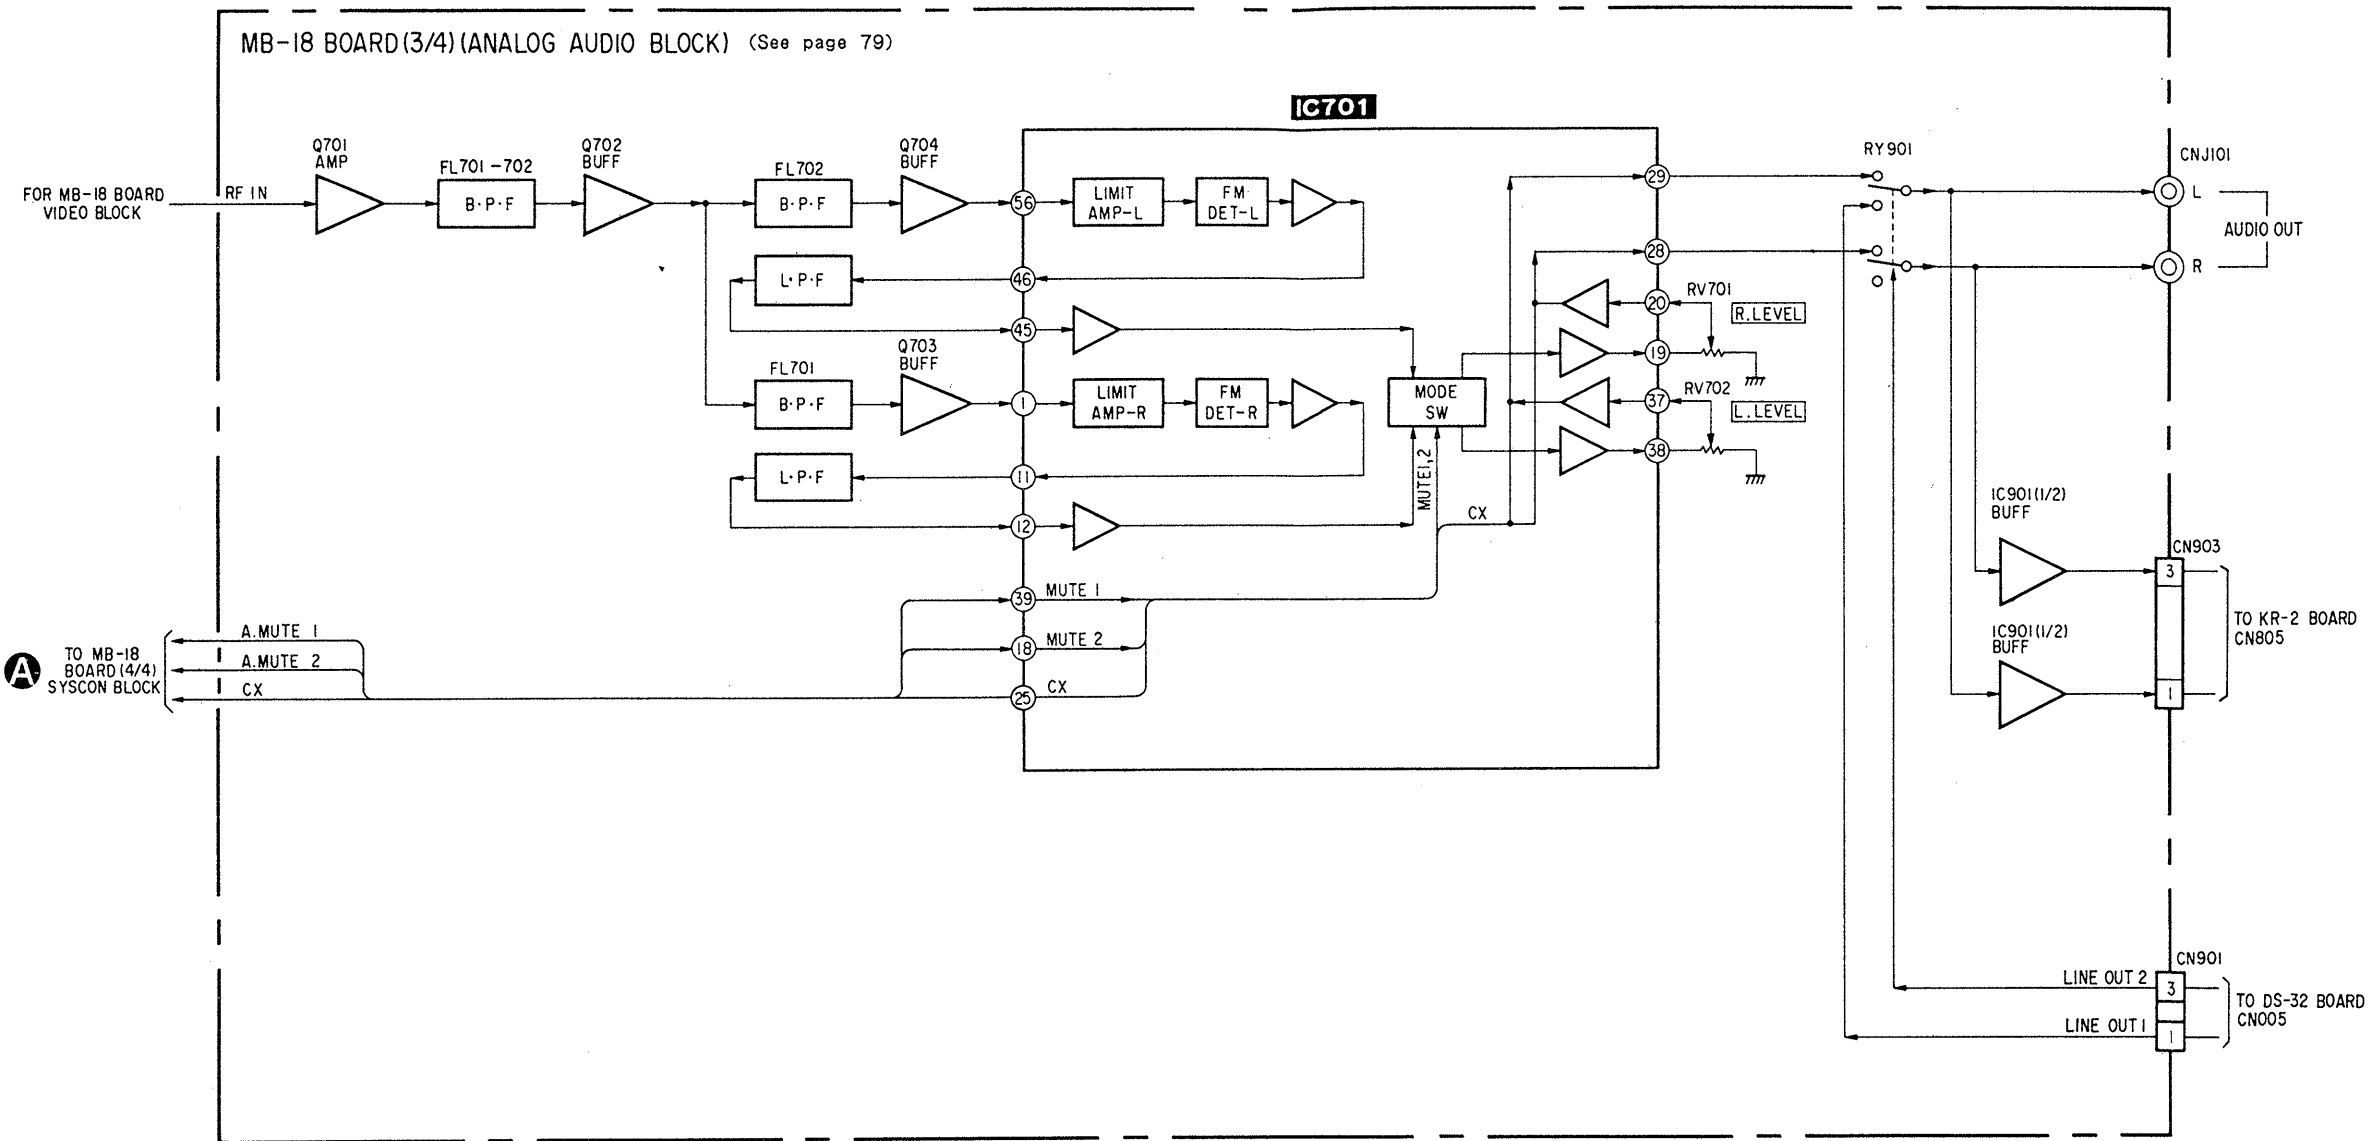 MB-18 BOARD(3/4)(ANALOG AUDIO BLOCK) (See page 79)
IC701
FOR MB-18 BOARD
VIDEO BLOCK
RF IN
Q701
AMP
FL701-702
B·P·F
Q702
BUFF
FL702
B·P·F
Q704
BUFF
56
LIMIT
AMP-L
FM
DET-L
L·P·F
46
45
FL701
B·P·F
Q703
BUFF
1
LIMIT
AMP-R
FM
DET-R
L·P·F
11
12
MODE
SW
MUTE1,2
CX
29
28
20
RV701
R.LEVEL
19
37
RV702
L.LEVEL
38
RY901
CNJ101
L
AUDIO OUT
R
39
MUTE 1
18
MUTE 2
25
CX
A
TO MB-18
BOARD(4/4)
SYSCON BLOCK
A.MUTE 1
A.MUTE 2
CX
IC901(1/2)
BUFF
CN903
3
IC901(1/2)
BUFF
1
TO KR-2 BOARD
CN805
CN901
LINE OUT 2
3
LINE OUT1
1
TO DS-32 BOARD
CN005